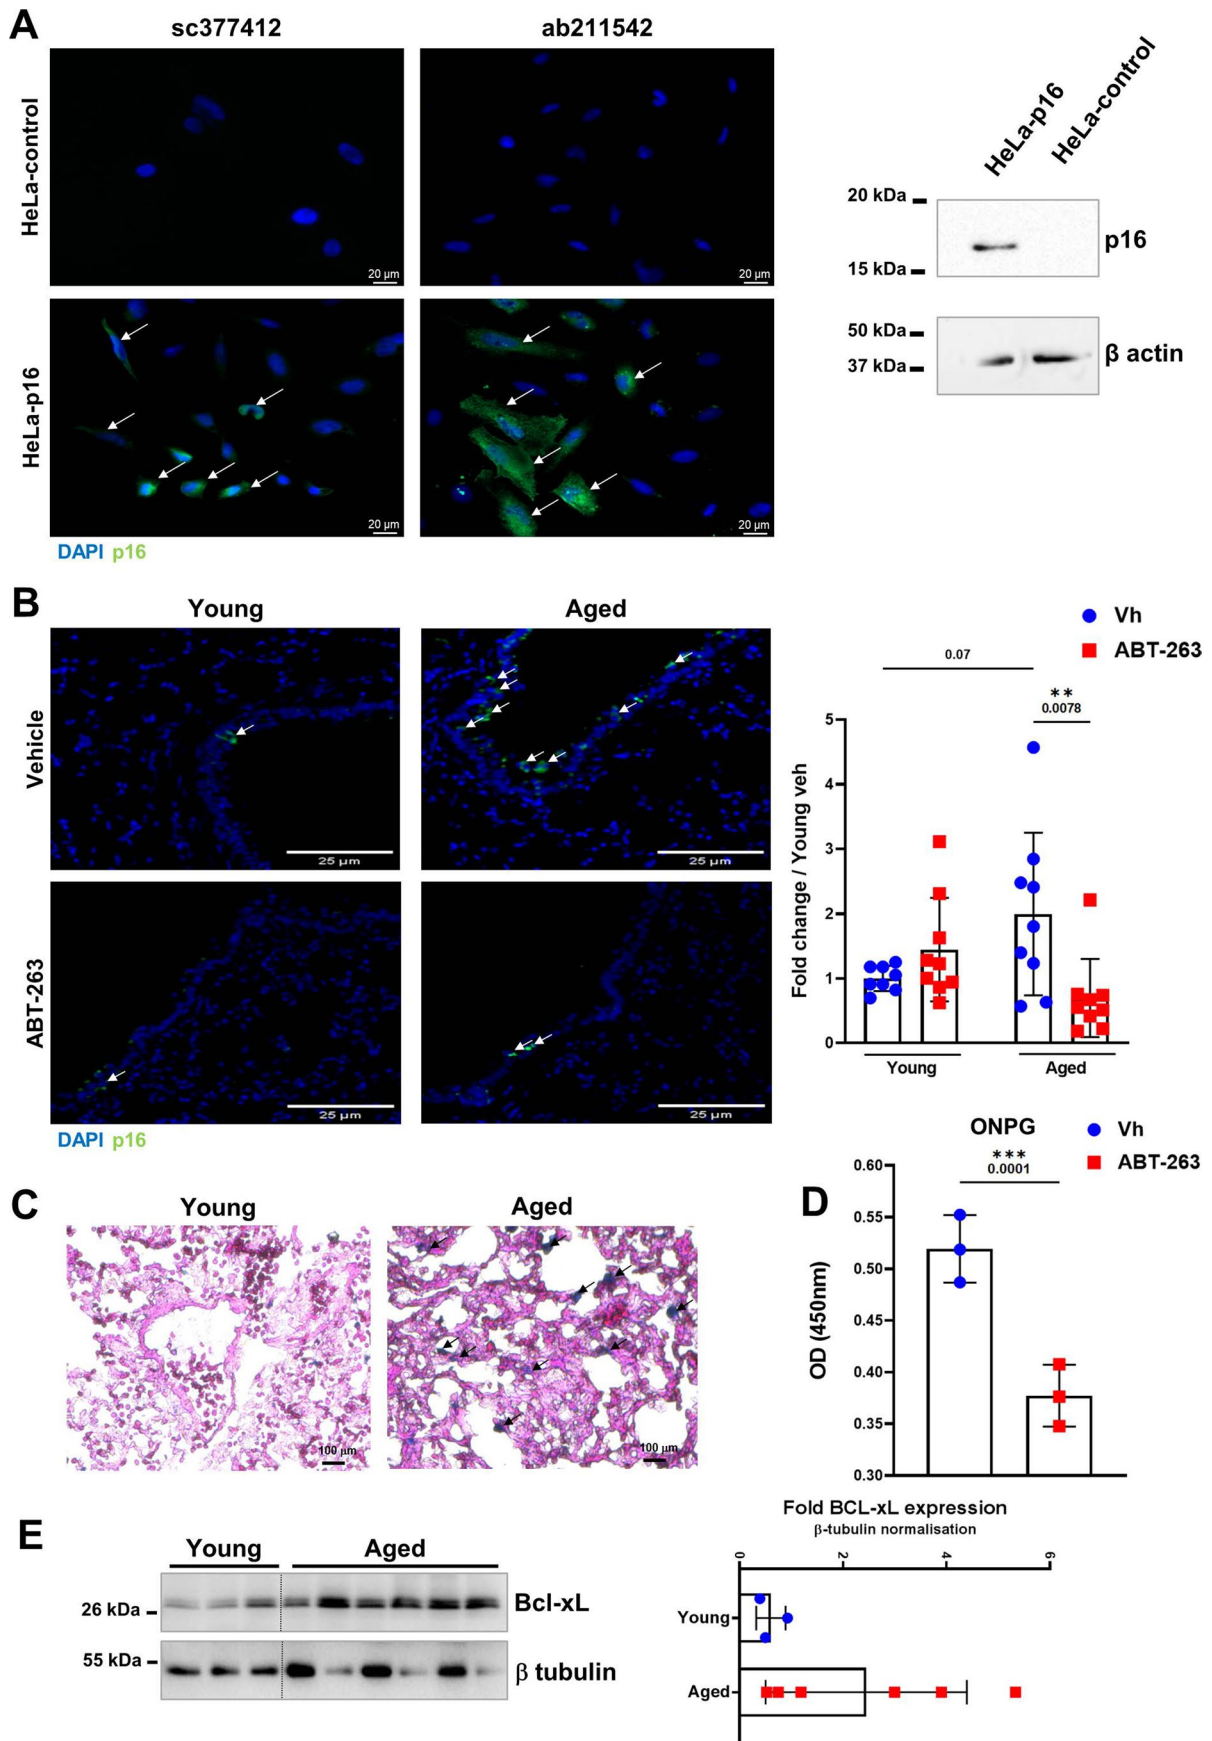 A
sc377412
ab211542
HeLa-control
20 µm
20 µm
HeLa-p16
20 µm
20 µm
DAPI p16
HeLa-p16
HeLa-control
20 kDa
p16
15 kDa
50 kDa
β actin
37 kDa
B
Young
Aged
Vehicle
25 µm
25 µm
ABT-263
25 µm
25 µm
DAPI p16
Vh
ABT-263
0.07
**
0.0078
Fold change / Young veh
5
4
3
2
1
0
Young
Aged
C
Young
Aged
100 µm
100 µm
D
ONPG
Vh
ABT-263
***
0.0001
OD (450nm)
0.60
0.55
0.50
0.45
0.40
0.35
0.30
E
Young
Aged
26 kDa
Bcl-xL
55 kDa
β tubulin
Fold BCL-xL expression
β-tubulin normalisation
0
2
4
6
Young
Aged